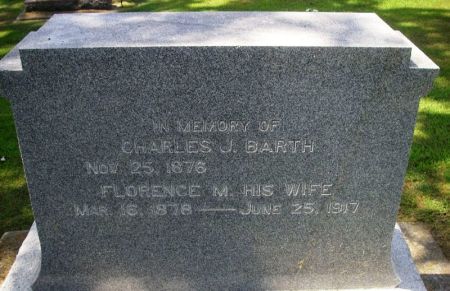 IN MEMORY OF
CHARLES J. BARTH
NOV. 25, 1876
FLORENCE M. HIS WIFE
MAR. 16, 1878 — JUNE 25, 1917